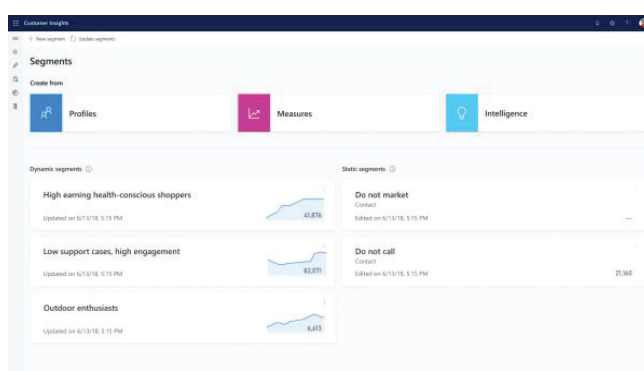 Customer Insights
?
+ New segment Update segments
Segments
Create from
Profiles
Measures
Intelligence
Dynamic segments
High earning health-conscious shoppers
Updated on 6/13/18, 5:15 PM
41,876
Low support cases, high engagement
Updated on 6/13/18, 5:15 PM
82,071
Outdoor enthusiasts
Updated on 6/13/18, 5:15 PM
6,613
Static segments
Do not market
Contact
Edited on 6/13/18, 5:15 PM
--
Do not call
Contact
Edited on 6/13/18, 5:15 PM
21,160